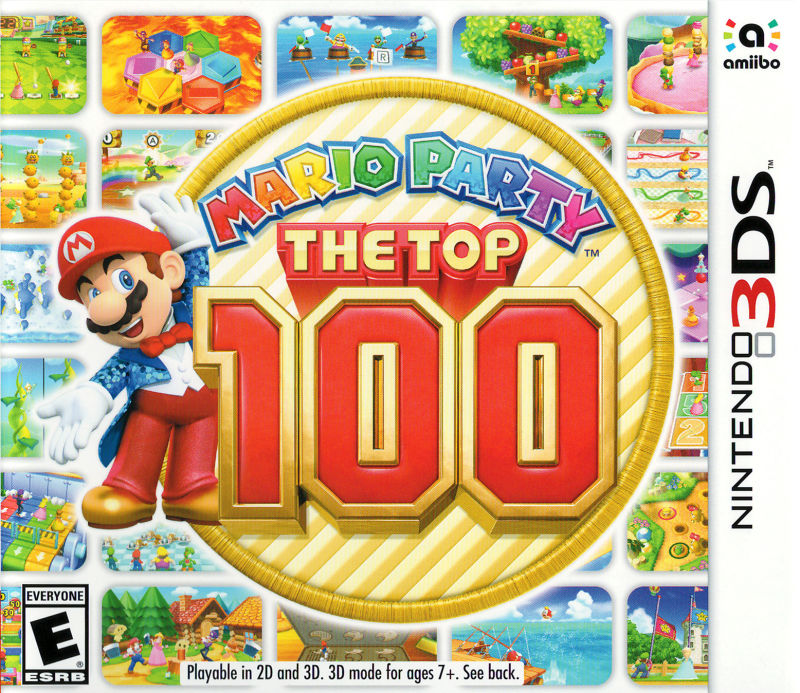 amiibo
MARIO PARTY
THE TOP
100
TM
NINTENDO 3DS
TM
EVERYONE
E
ESRB
Playable in 2D and 3D. 3D mode for ages 7+. See back.